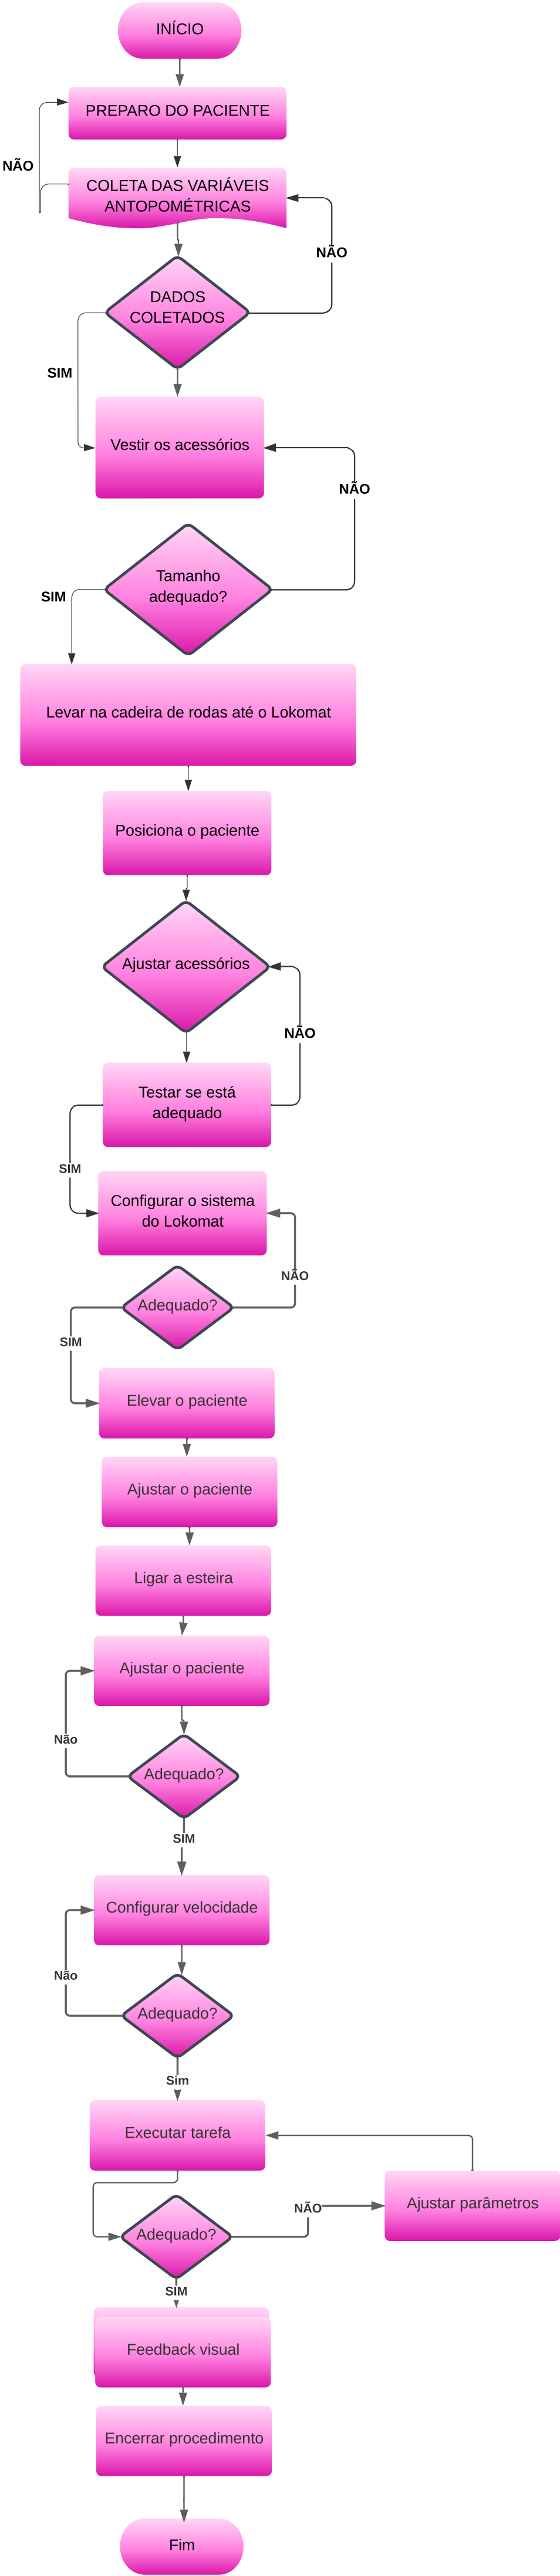 INÍCIO
PREPARO DO PACIENTE
NÃO
COLETA DAS VARIÁVEIS
ANTOPOMÉTRICAS
NÃO
DADOS
COLETADOS
SIM
Vestir os acessórios
NÃO
Tamanho
adequado?
SIM
Levar na cadeira de rodas até o Lokomat
Posiciona o paciente
Ajustar acessórios
NÃO
Testar se está
adequado
SIM
Configurar o sistema
do Lokomat
NÃO
Adequado?
SIM
Elevar o paciente
Ajustar o paciente
Ligar a esteira
Ajustar o paciente
Não
Adequado?
SIM
Configurar velocidade
Não
Adequado?
Sim
Executar tarefa
Ajustar parâmetros
NÃO
Adequado?
SIM
Feedback visual
Encerrar procedimento
Fim